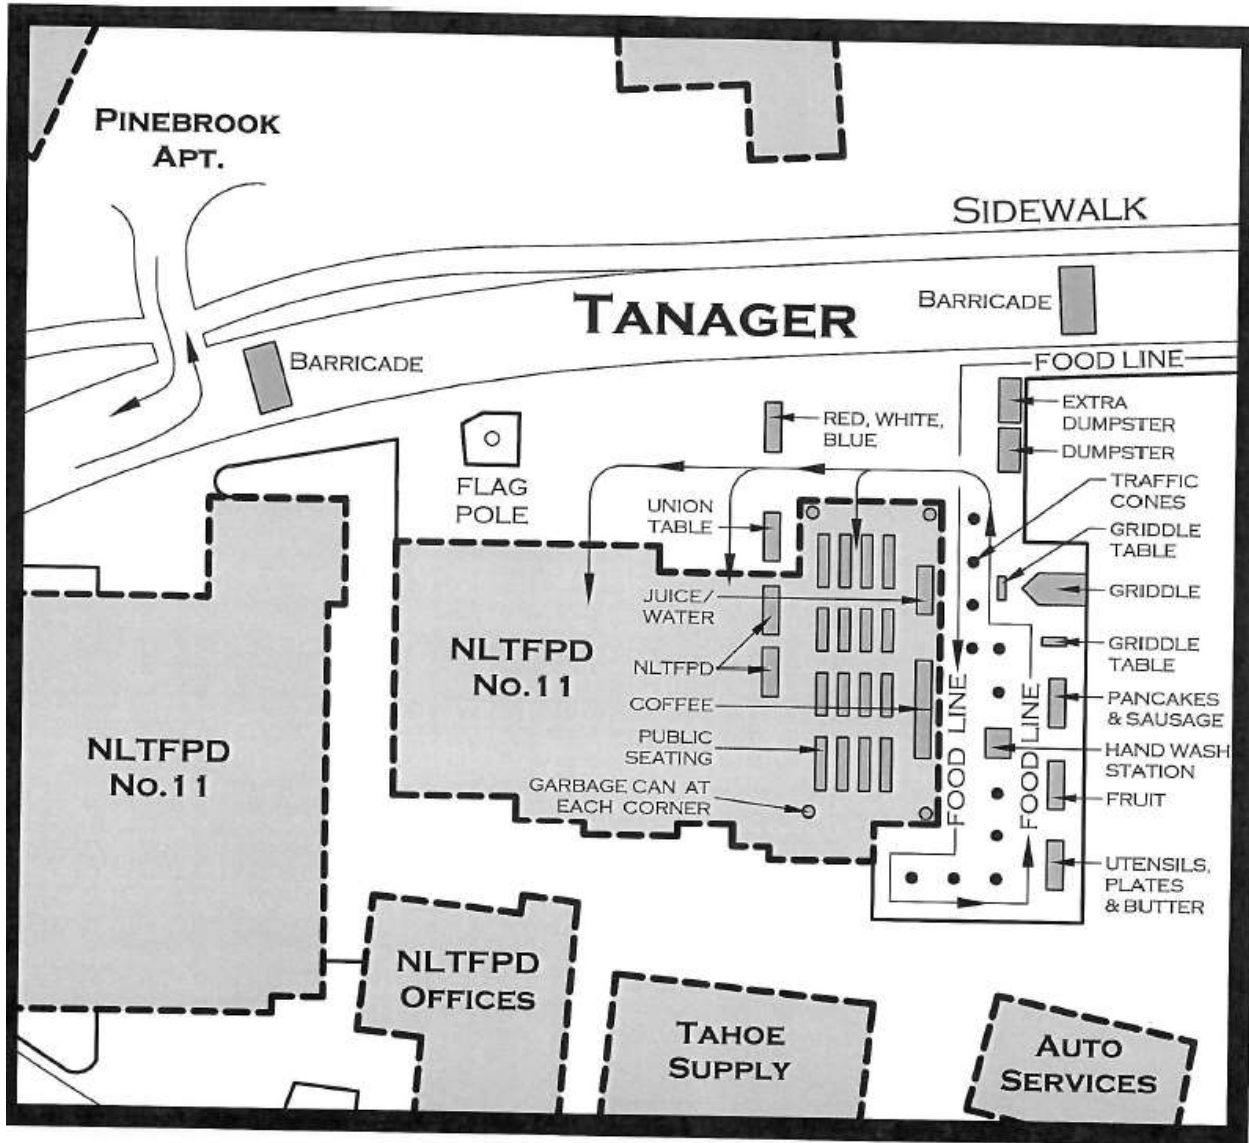 PINEBROOK
APT.
SIDEWALK
TANAGER
BARRICADE
BARRICADE
FOOD LINE
EXTRA
DUMPSTER
RED, WHITE,
BLUE
DUMPSTER
FLAG
POLE
TRAFFIC
CONES
UNION
TABLE
GRIDDLE
TABLE
JUICE/
WATER
GRIDDLE
NLTFPD
NO.11
NLTFPD
GRIDDLE
TABLE
COFFEE
PANCAKES
& SAUSAGE
FOOD LINE
FOOD LINE
NLTFPD
NO.11
PUBLIC
SEATING
HAND WASH
STATION
GARBAGE CAN AT
EACH CORNER
FRUIT
UTENSILS,
PLATES
& BUTTER
NLTFPD
OFFICES
TAHOE
SUPPLY
AUTO
SERVICES